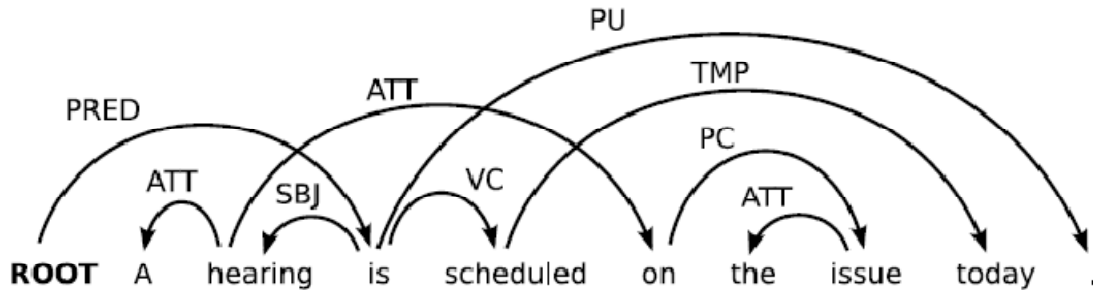 PU
TMP
ATT
PRED
PC
ATT
VC
SBJ
ATT
ROOT A hearing is scheduled on the issue today .